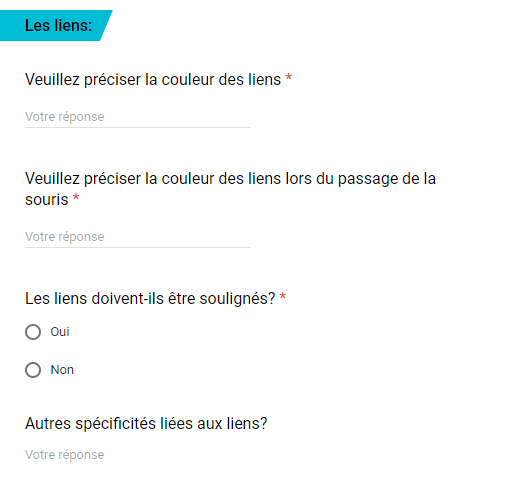 Les liens:
Veuillez préciser la couleur des liens *
Votre réponse
Veuillez préciser la couleur des liens lors du passage de la
souris *
Votre réponse
Les liens doivent-ils être soulignés? *
Oui
Non
Autres spécificités liées aux liens?
Votre réponse